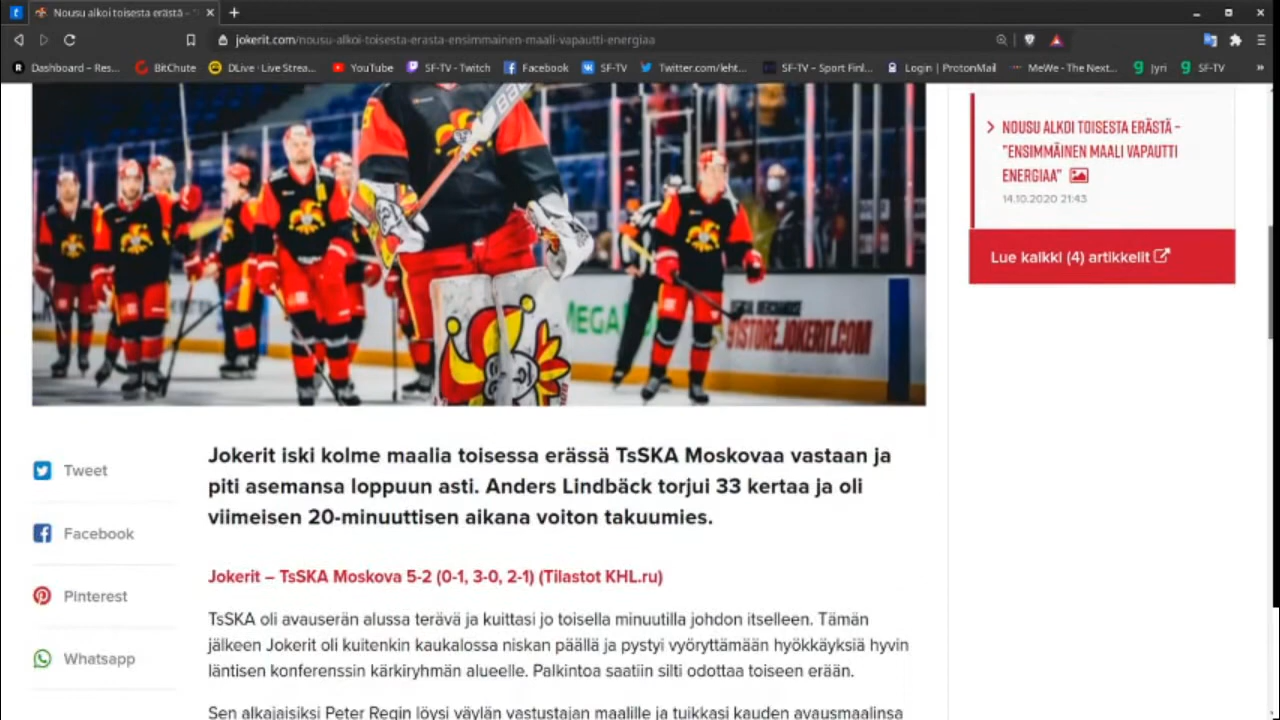 Nousu alkoi toisesta erästä -
jokerit.com/nousu-alkoi-toisesta-erasta-ensimmainen-maali-vapautti-energiaa
Dashboard – Res... BitChute DLive · Live Strea... YouTube SF-TV - Twitch Facebook SF-TV Twitter.com/leht... SF-TV – Sport Finl... Login | ProtonMail MeWe - The Next... Jyri SF-TV »
NOUSU ALKOI TOISESTA ERÄSTÄ –
"ENSIMMÄINEN MAALI VAPAUTTI
ENERGIAA"
14.10.2020 21:43
Lue kaikki (4) artikkelit
STORE.JOKERIT.COM
Jokerit iski kolme maalia toisessa erässä TsSKA Moskovaa vastaan ja
piti asemansa loppuun asti. Anders Lindbäck torjui 33 kertaa ja oli
viimeisen 20-minuuttisen aikana voiton takuumies.
Tweet
Facebook
Pinterest
Whatsapp
Jokerit – TsSKA Moskova 5-2 (0-1, 3-0, 2-1) (Tilastot KHL.ru)
TsSKA oli avauserän alussa terävä ja kuittasi jo toisella minuutilla johdon itselleen. Tämän
jälkeen Jokerit oli kuitenkin kaukalossa niskan päällä ja pystyi vyöryttämään hyökkäyksiä hyvin
läntisen konferenssin kärkiryhmän alueelle. Palkintoa saatiin silti odottaa toiseen erään.
Sen alkajaisiksi Peter Regin löysi väylän vastustajan maalille ja tuikkasi kauden avausmaalinsa